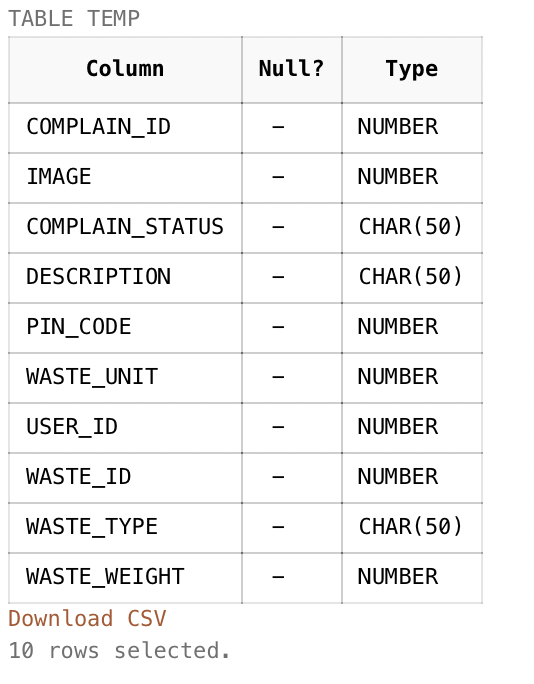 TABLE TEMP
Column Null? Type
COMPLAIN_ID – NUMBER
IMAGE – NUMBER
COMPLAIN_STATUS – CHAR(50)
DESCRIPTION – CHAR(50)
PIN_CODE – NUMBER
WASTE_UNIT – NUMBER
USER_ID – NUMBER
WASTE_ID – NUMBER
WASTE_TYPE – CHAR(50)
WASTE_WEIGHT – NUMBER
Download CSV
10 rows selected.